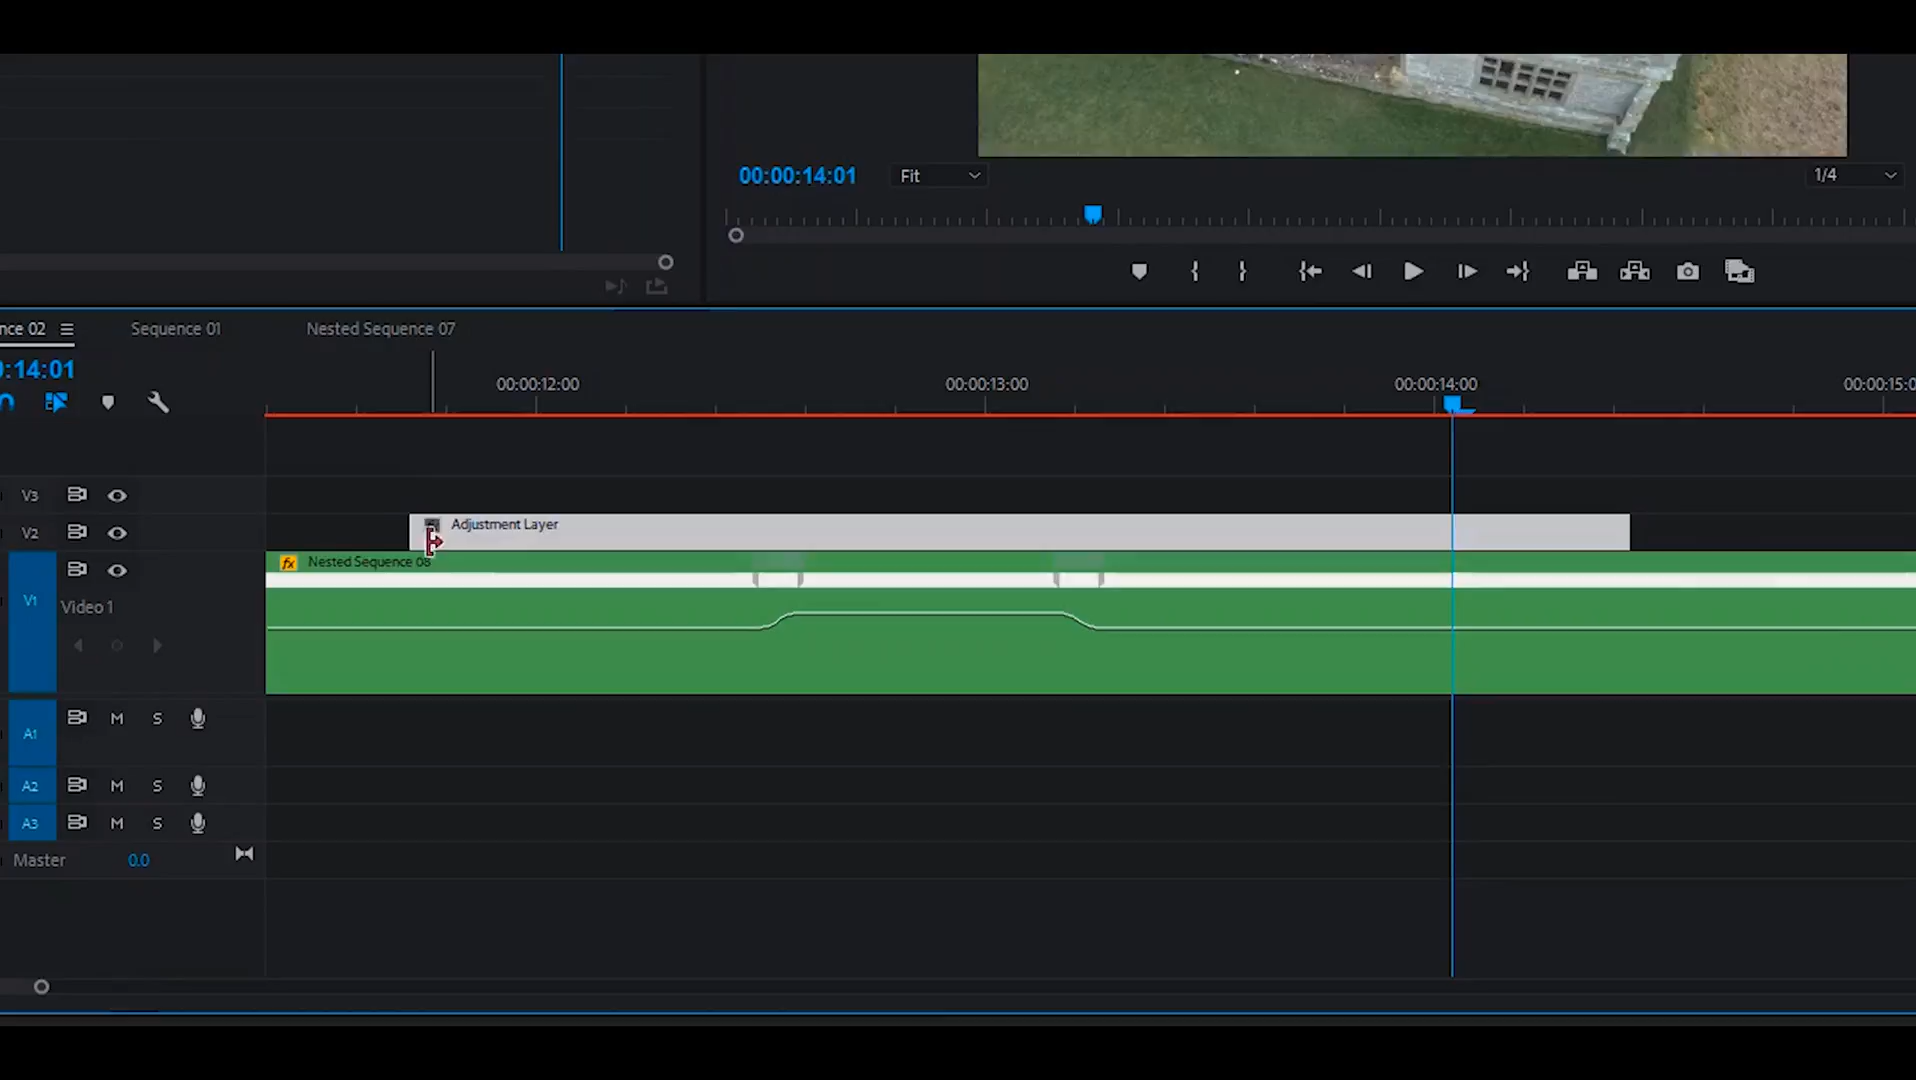 00:00:14:01
Fit
1/4
nce 02
Sequence 01
Nested Sequence 07
:14:01
00:00:12:00
00:00:13:00
00:00:14:00
00:00:15:0
V3
V2
Adjustment Layer
fx
Nested Sequence 08
V1
Video 1
A1
M
S
A2
M
S
A3
M
S
Master
0.0